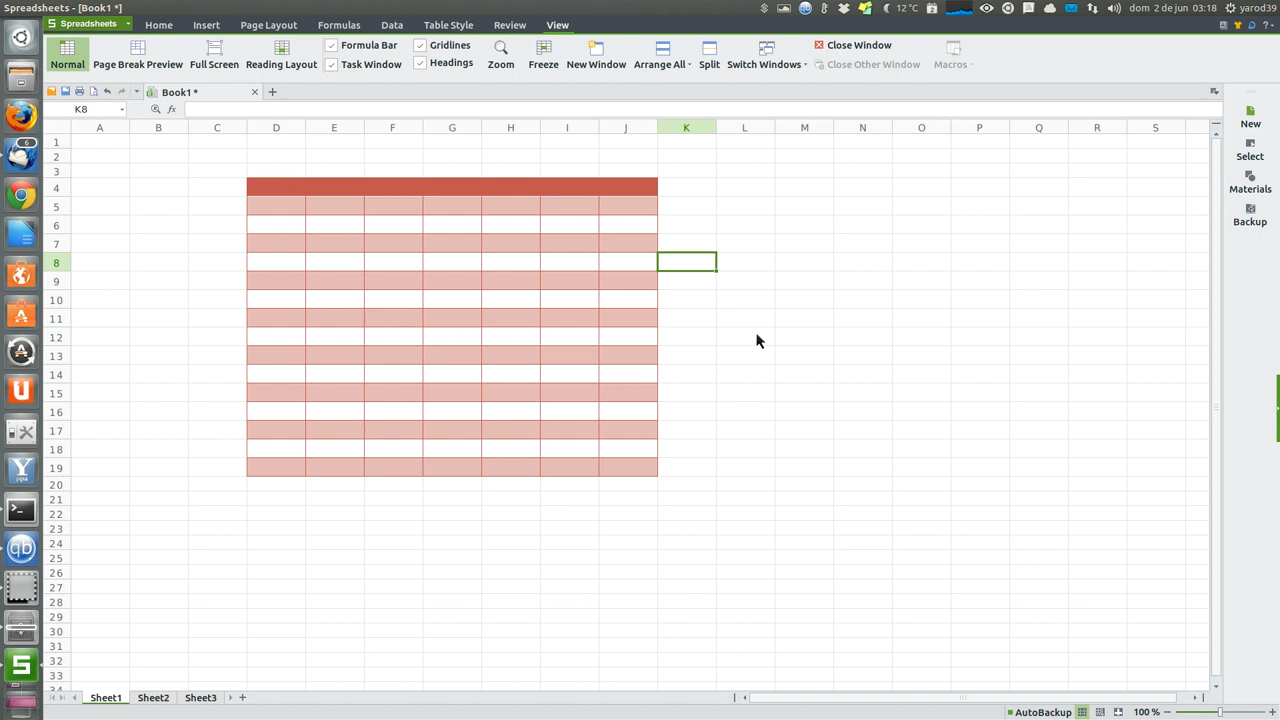 Spreadsheets - [Book1 *]
12°C
dom 2 de jun 03:18
yarod39
Spreadsheets
Home
Insert
Page Layout
Formulas
Data
Table Style
Review
View
Normal
Page Break Preview
Full Screen
Reading Layout
Formula Bar
Task Window
Gridlines
Headings
Zoom
Freeze
New Window
Arrange All
Split
Switch Windows
Close Window
Close Other Window
Macros
Book1 *
K8
fx
A B C D E F G H I J K L M N O P Q R S
1
2
3
4
5
6
7
8
9
10
11
12
13
14
15
16
17
18
19
20
21
22
23
24
25
26
27
28
29
30
31
32
33
34
New
Select
Materials
Backup
6
ppa
qb
Sheet1
Sheet2
Sheet3
AutoBackup
100 %